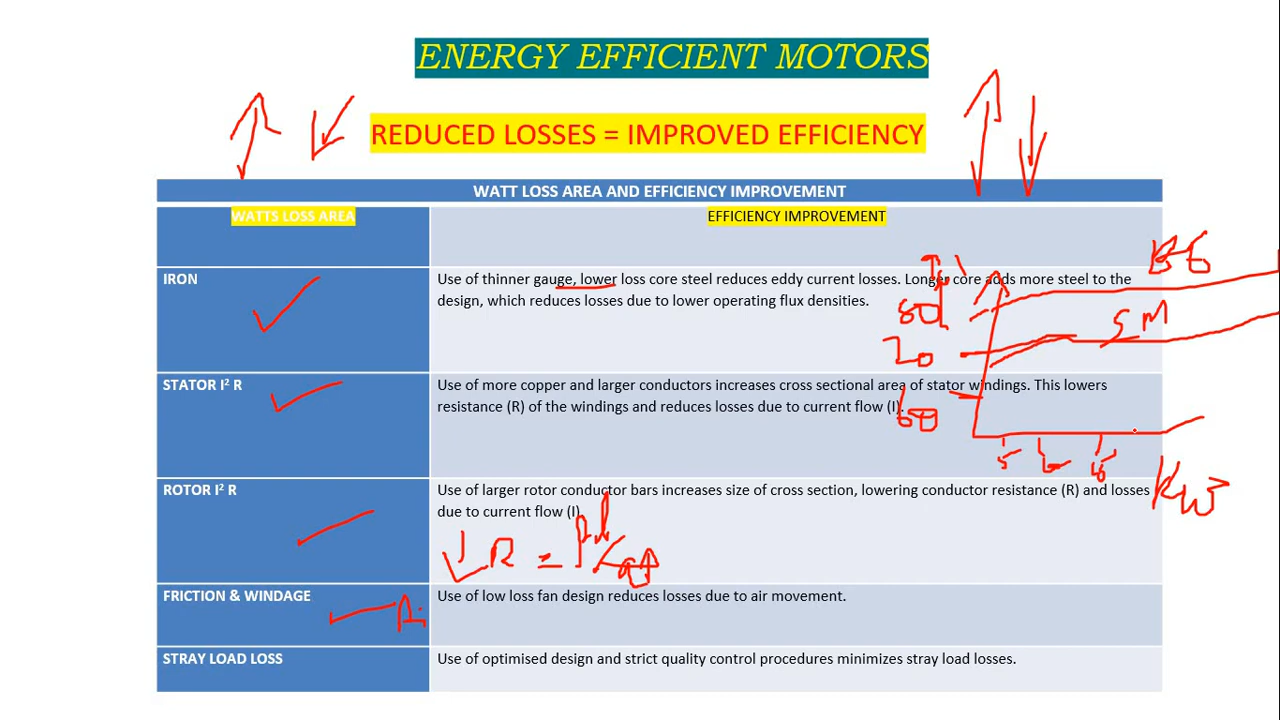 ENERGY EFFICIENT MOTORS
REDUCED LOSSES = IMPROVED EFFICIENCY
WATT LOSS AREA AND EFFICIENCY IMPROVEMENT
WATTS LOSS AREA
EFFICIENCY IMPROVEMENT
IRON
Use of thinner gauge, lower loss core steel reduces eddy current losses. Longer core adds more steel to the
design, which reduces losses due to lower operating flux densities.
STATOR I² R
Use of more copper and larger conductors increases cross sectional area of stator windings. This lowers
resistance (R) of the windings and reduces losses due to current flow (I).
ROTOR I² R
Use of larger rotor conductor bars increases size of cross section, lowering conductor resistance (R) and losses
due to current flow (I).
R =
FRICTION & WINDAGE
Use of low loss fan design reduces losses due to air movement.
STRAY LOAD LOSS
Use of optimised design and strict quality control procedures minimizes stray load losses.
80
SM
20
60
5
KW